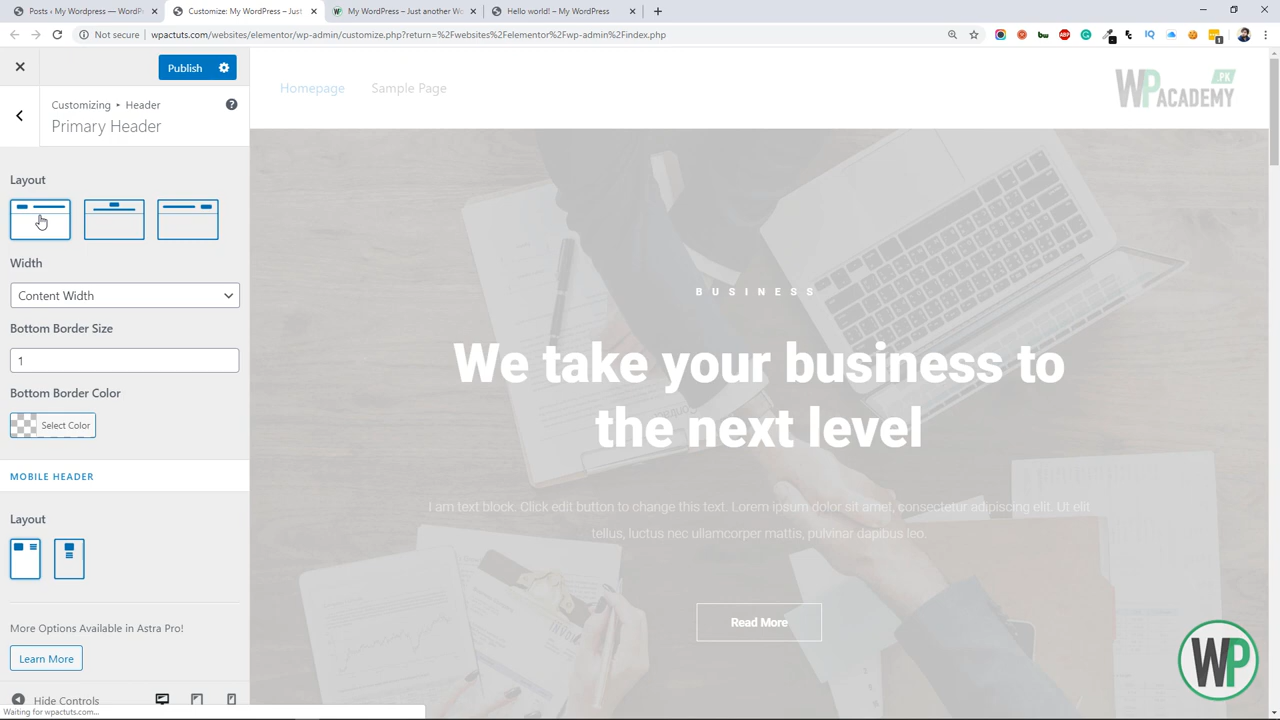 Posts ‹ My Wordpress — WordP
Customize: My WordPress – Just
My WordPress – Just another Wo
Hello world! – My WordPress
Not secure
wpactuts.com/websites/elementor/wp-admin/customize.php?return=%2Fwebsites%2Felementor%2Fwp-admin%2Findex.php
Publish
Customizing ▸ Header
Primary Header
Homepage
Sample Page
WPACADEMY .PK
Layout
Width
Content Width
Bottom Border Size
1
Bottom Border Color
Select Color
MOBILE HEADER
Layout
More Options Available in Astra Pro!
Learn More
Hide Controls
Waiting for wpactuts.com...
BUSINESS
We take your business to
the next level
I am text block. Click edit button to change this text. Lorem ipsum dolor sit amet, consectetur adipiscing elit. Ut elit
tellus, luctus nec ullamcorper mattis, pulvinar dapibus leo.
Read More
WP